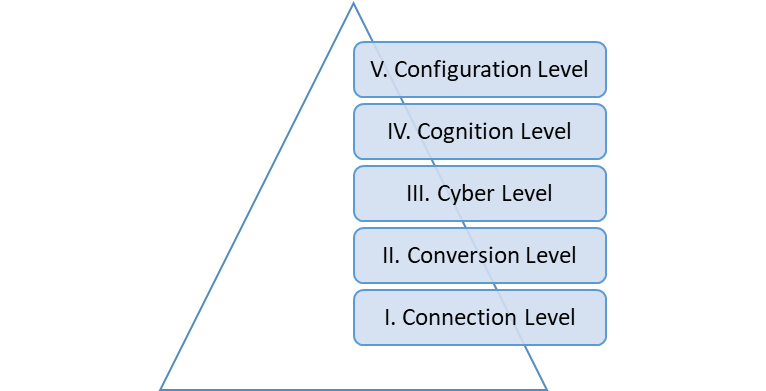 V. Configuration Level
IV. Cognition Level
III. Cyber Level
II. Conversion Level
I. Connection Level